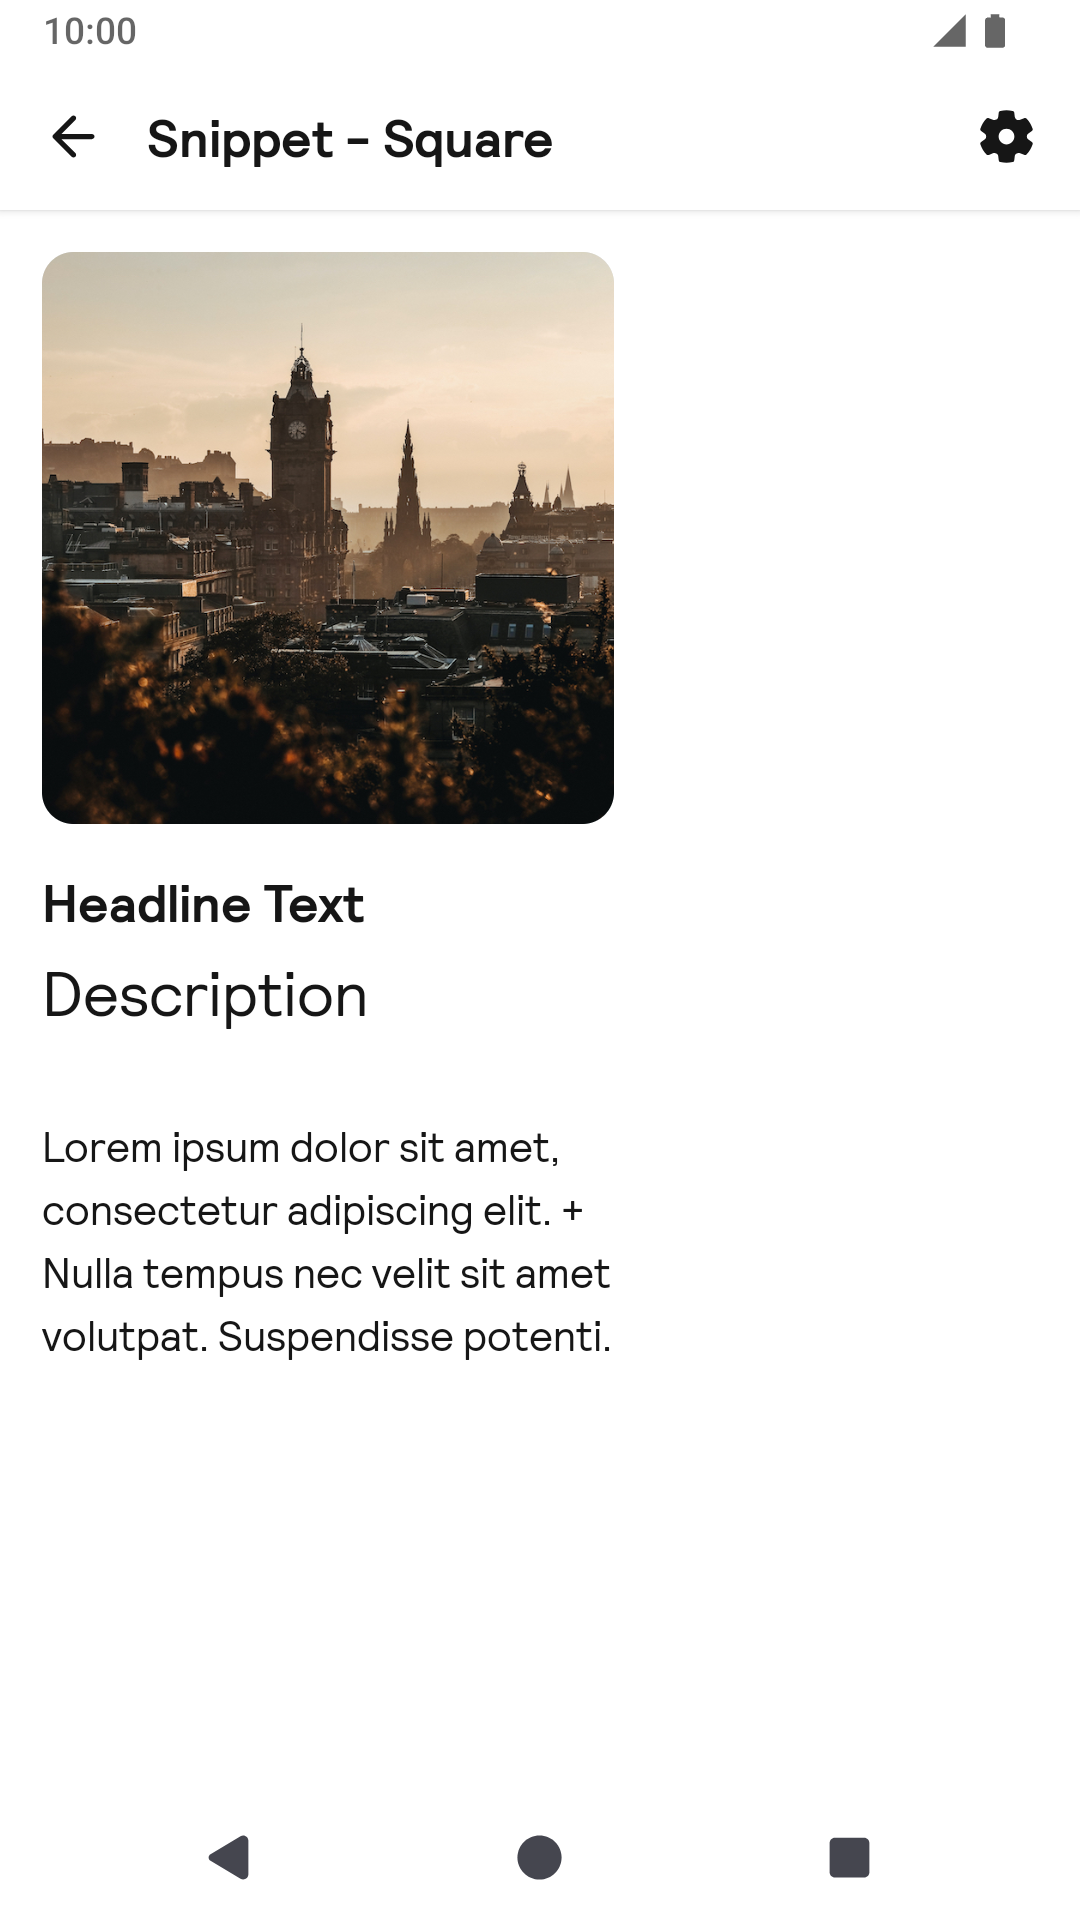 10:00
Snippet - Square
Headline Text
Description
Lorem ipsum dolor sit amet,
consectetur adipiscing elit. +
Nulla tempus nec velit sit amet
volutpat. Suspendisse potenti.